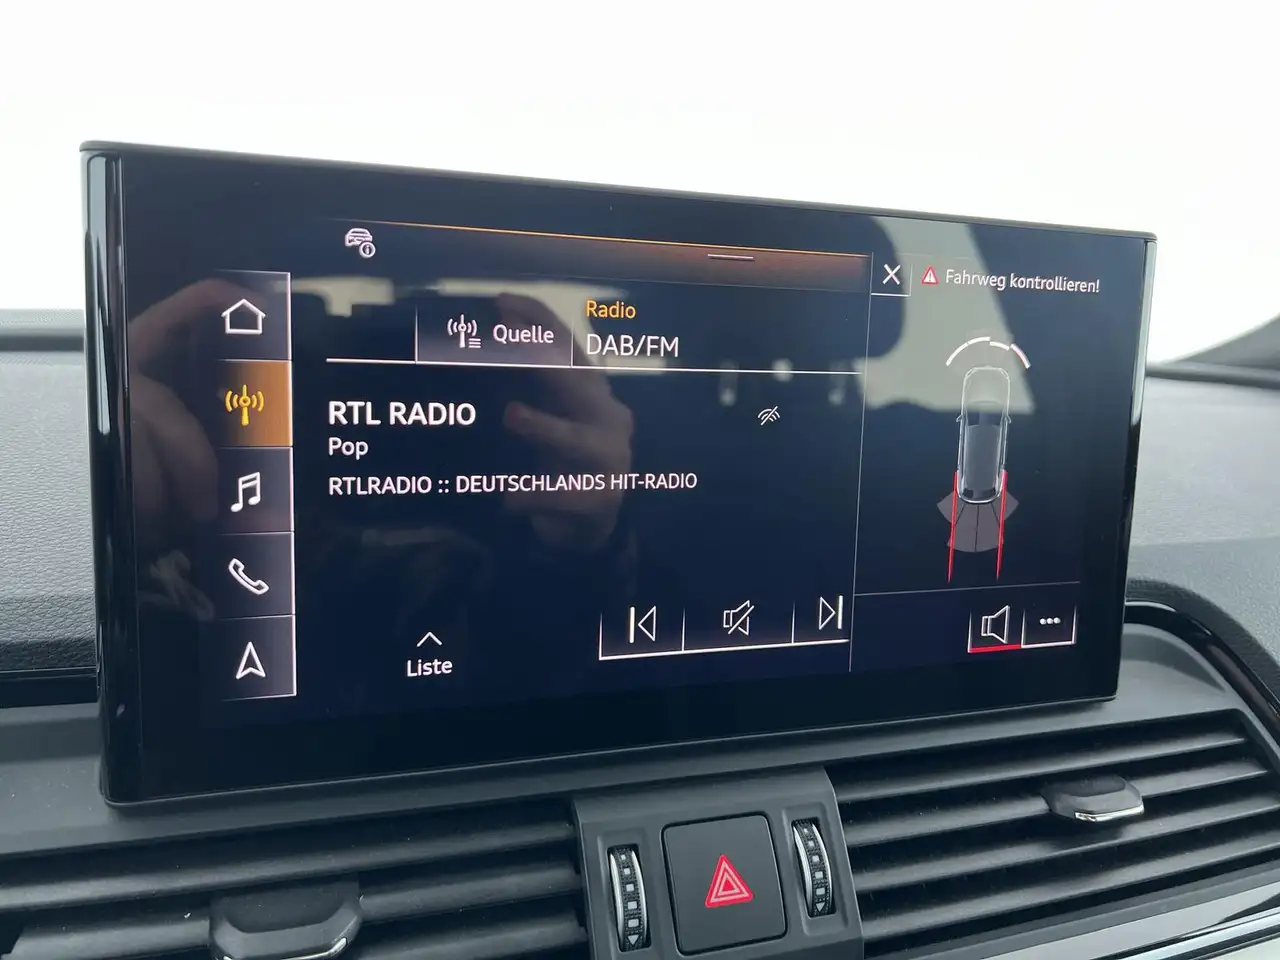 Fahrweg kontrollieren!
Quelle
Radio
DAB/FM
RTL RADIO
Pop
RTLRADIO :: DEUTSCHLANDS HIT-RADIO
Liste